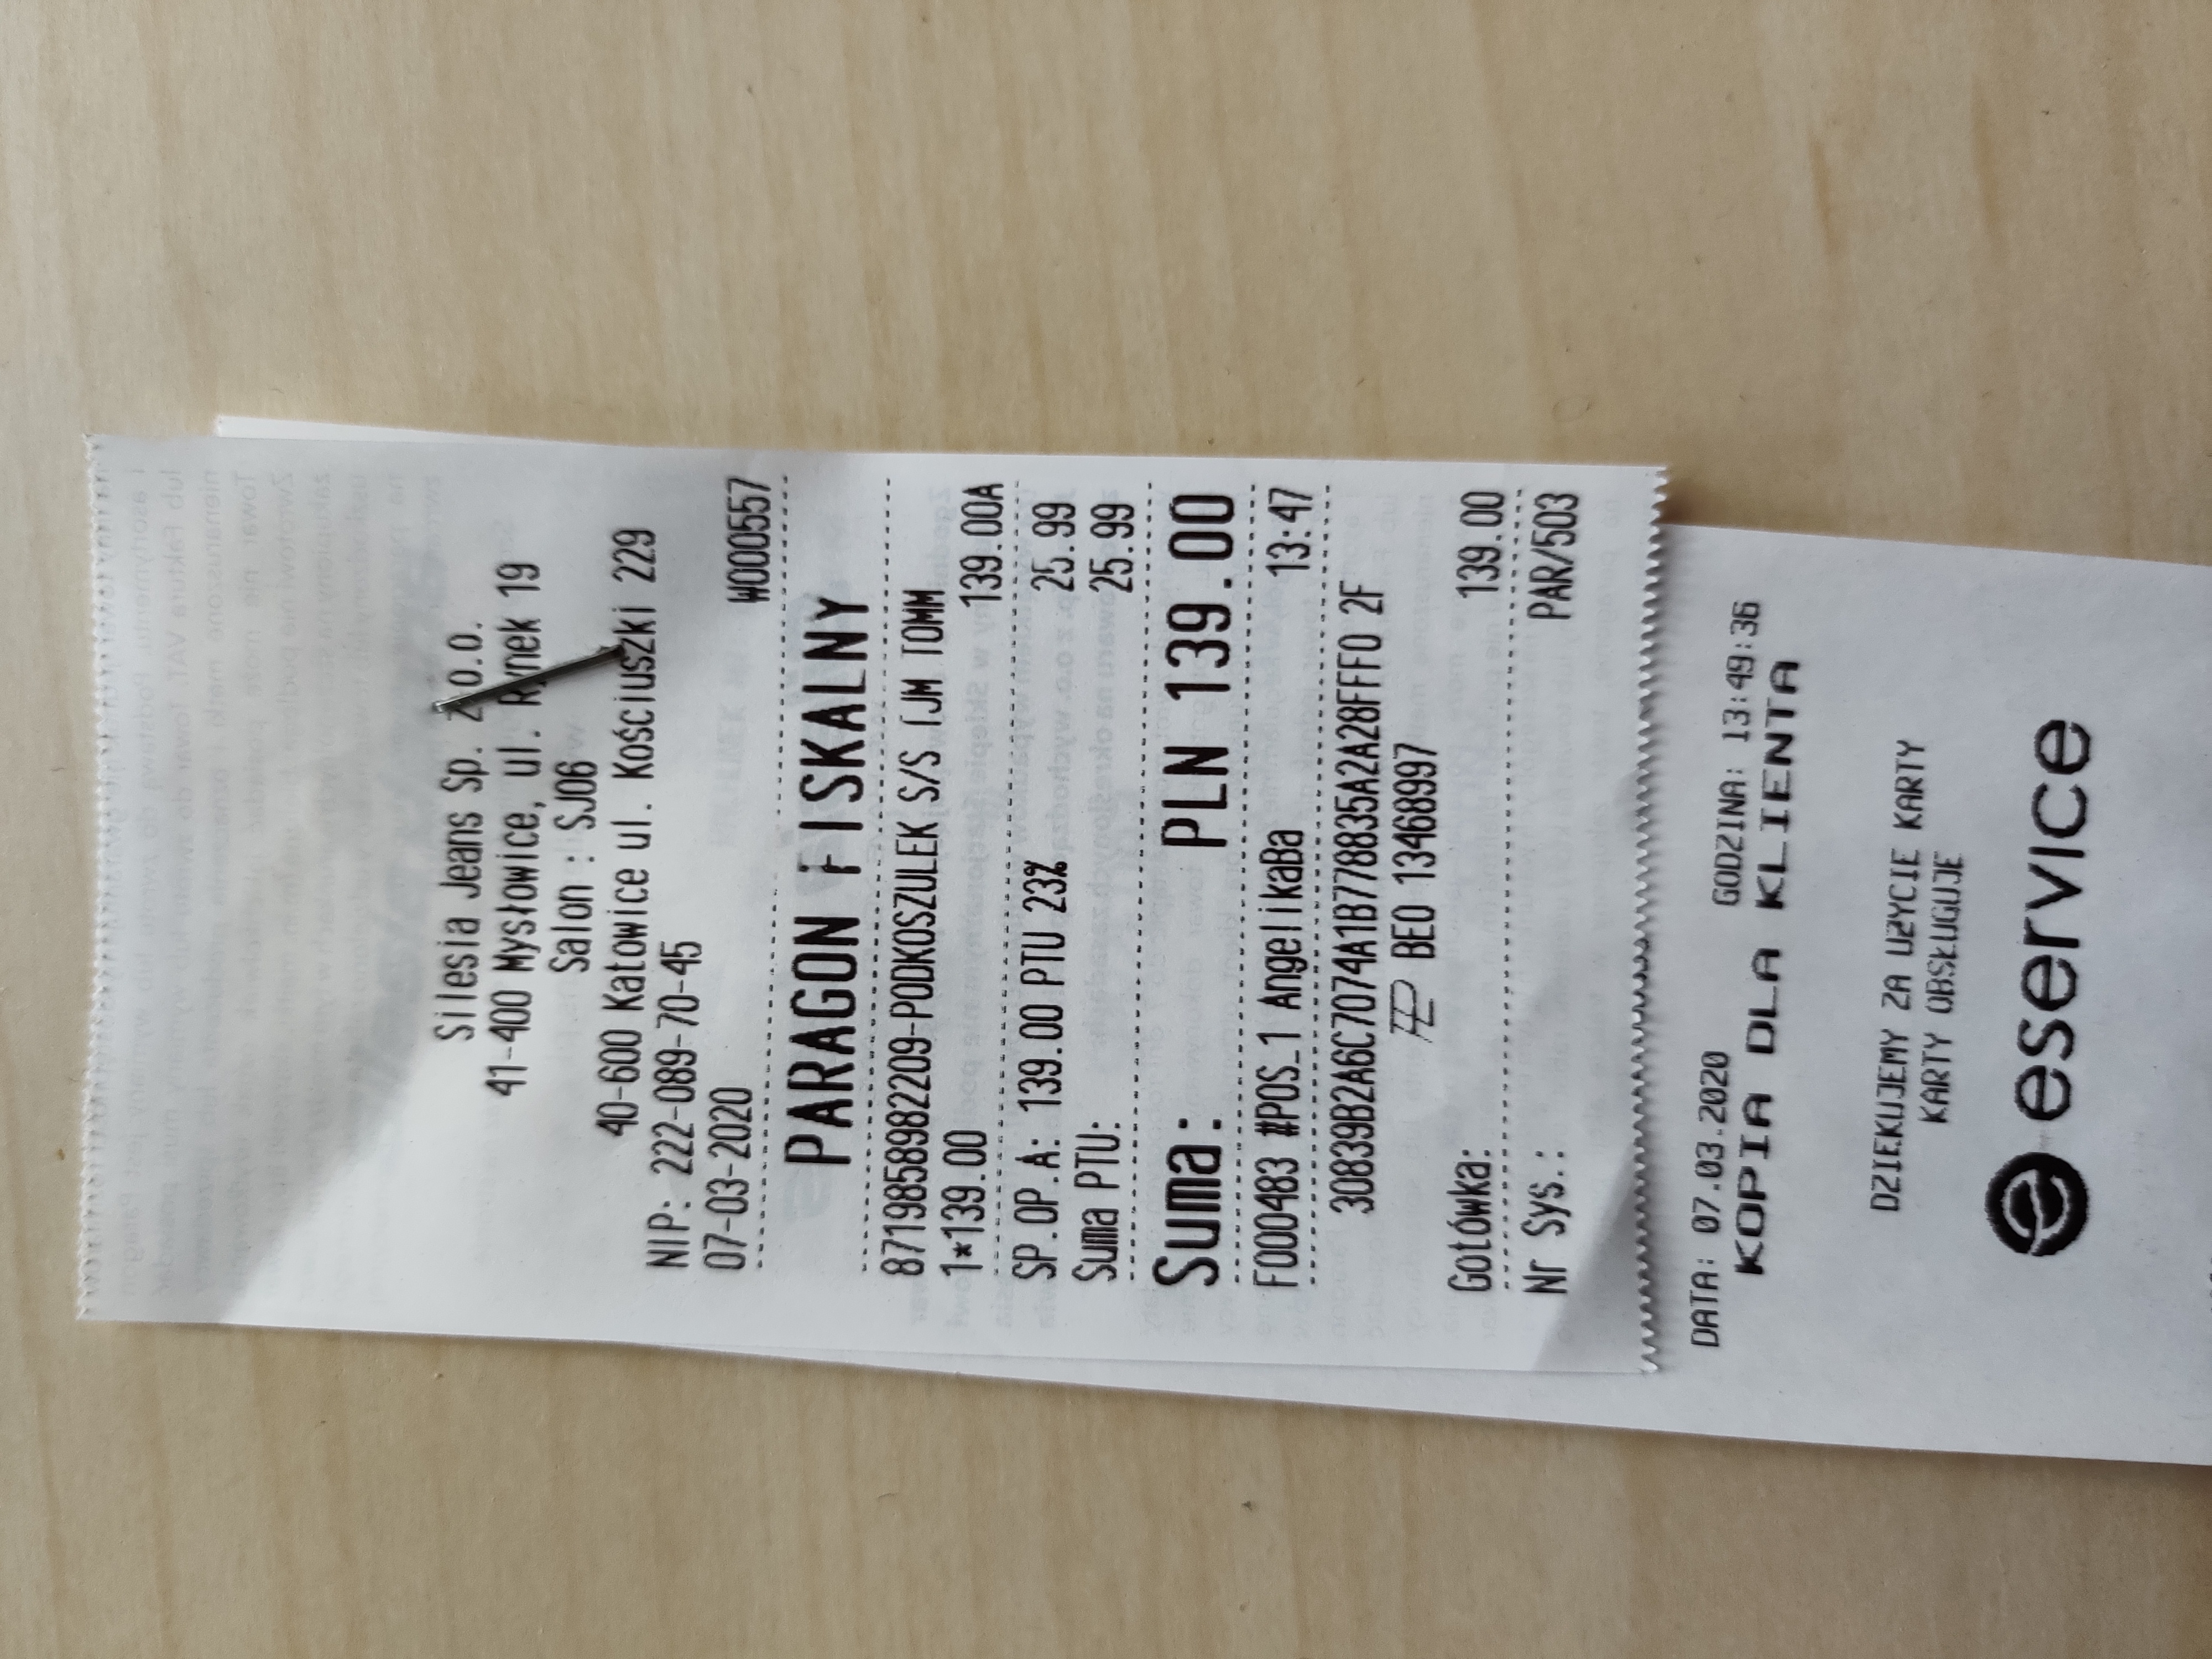 Silesia Jeans Sp. z o.o.
41-400 Mysłowice, ul. Rynek 19
Salon : SJ06
40-600 Katowice ul. Kościuszki 229
NIP: 222-089-70-45
07-03-2020 W000557
PARAGON FISKALNY
8719858982209-PODKOSZULEK S/S TJM TOMM
1*139.00 139.00A
SP.OP.A: 139.00 PTU 23% 25.99
Suma PTU: 25.99
Suma: PLN 139.00
F000483 #POS_1 AngelikaBa 13:47
30839B2A6C7074A1B778835A2A28FFF0 2F
BEO 13468997
Gotówka: 139.00
Nr Sys.: PAR/503
DATA: 07.03.2020 GODZINA: 13:49:36
KOPIA DLA KLIENTA
DZIEKUJEMY ZA UŻYCIE KARTY
KARTY OBSŁUGUJE
eservice